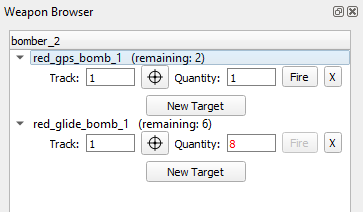 Weapon Browser
bomber_2
red_gps_bomb_1 (remaining: 2)
Track: 1 Quantity: 1 Fire X
New Target
red_glide_bomb_1 (remaining: 6)
Track: 1 Quantity: 8 Fire X
New Target